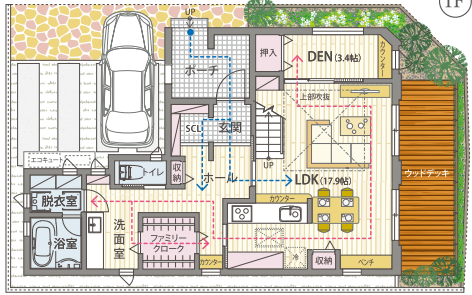 1F
UP
ポーチ
押入
DEN (3.4帖)
カウンタ
上部吹抜
SCL
玄関
エコキュート
トイレ
収納
ホール
UP
LDK (17.9帖)
ウッドデッキ
脱衣室
洗面室
浴室
ファミリークローク
カウンター
カウンター
冷
収納
ベンチ